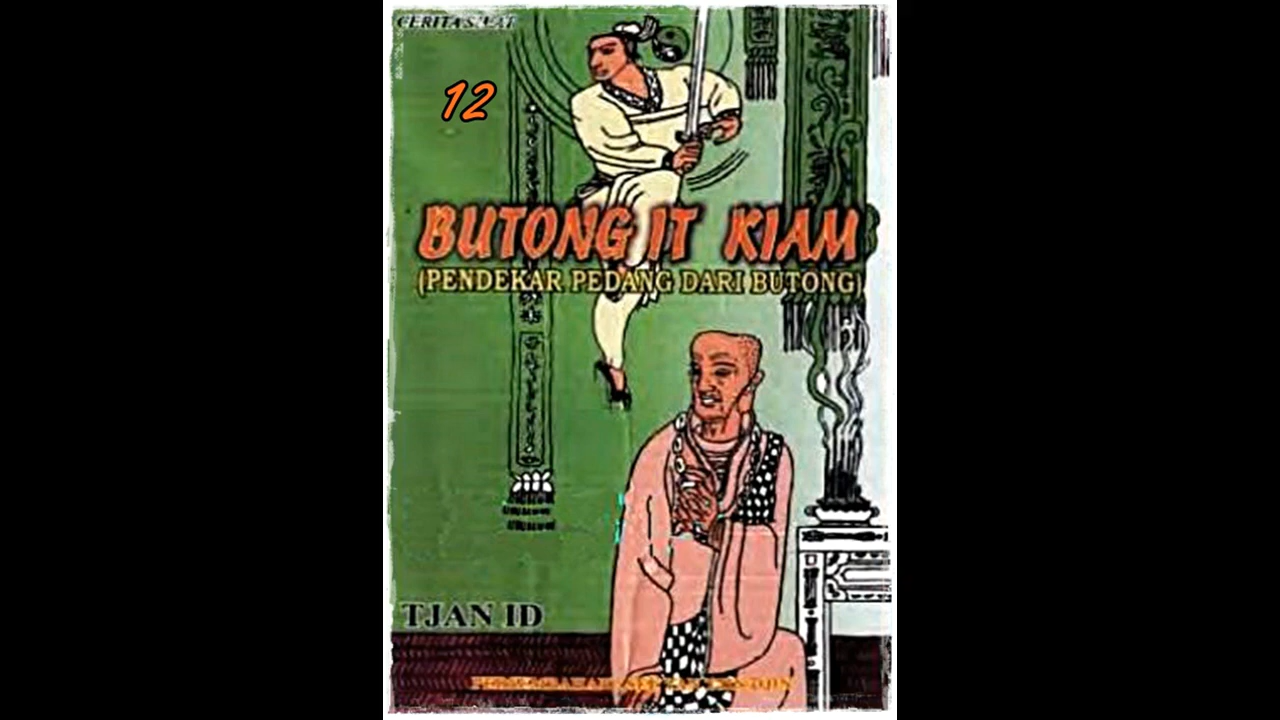 CERITA SILAT
12
BUTONG IT KIAM
(PENDEKAR PEDANG DARI BUTONG)
TJAN ID